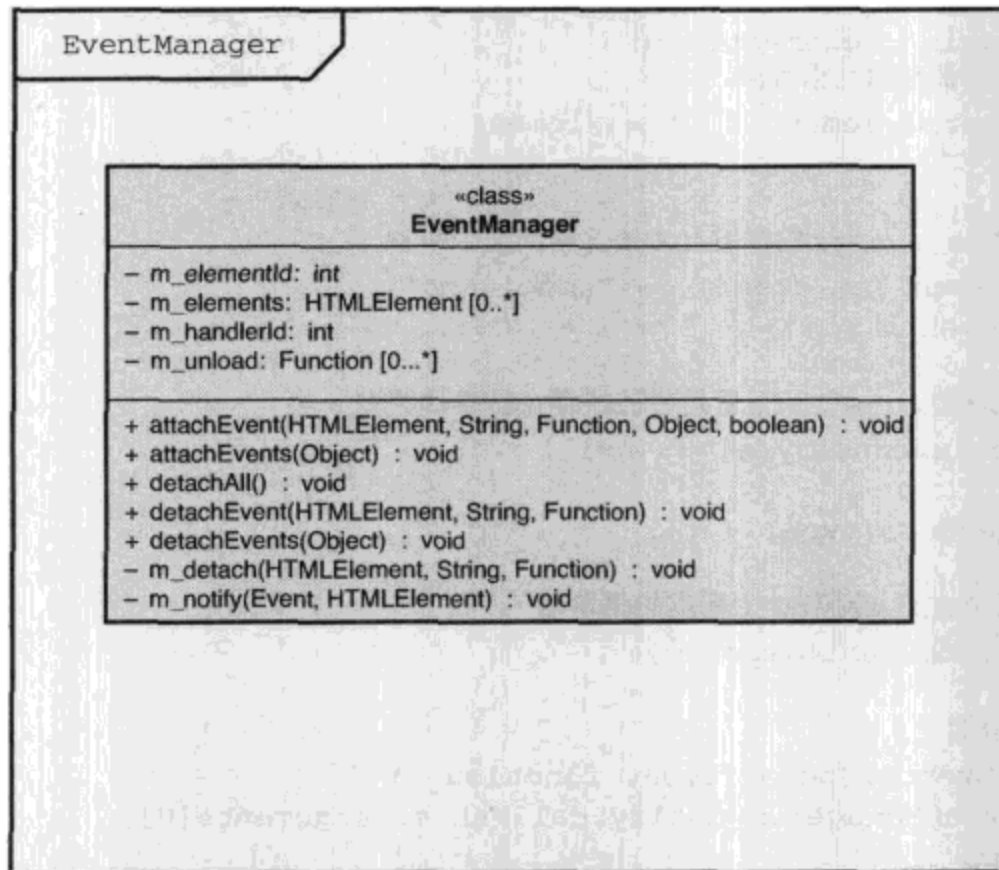 EventManager
«class»
EventManager
– m_elementId: int
– m_elements: HTMLElement [0..*]
– m_handlerId: int
– m_unload: Function [0...*]
+ attachEvent(HTMLElement, String, Function, Object, boolean) : void
+ attachEvents(Object) : void
+ detachAll() : void
+ detachEvent(HTMLElement, String, Function) : void
+ detachEvents(Object) : void
– m_detach(HTMLElement, String, Function) : void
– m_notify(Event, HTMLElement) : void